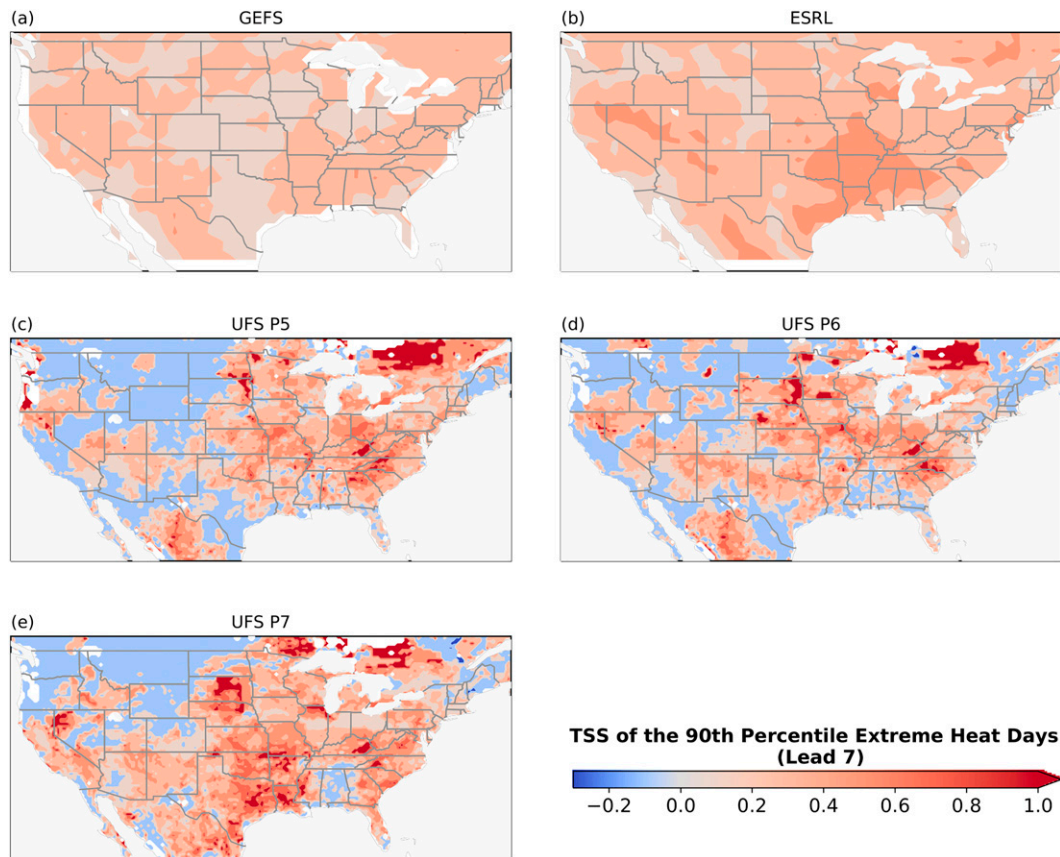 (a) GEFS
(b) ESRL
(c) UFS P5
(d) UFS P6
(e) UFS P7
TSS of the 90th Percentile Extreme Heat Days
(Lead 7)
−0.2 0.0 0.2 0.4 0.6 0.8 1.0